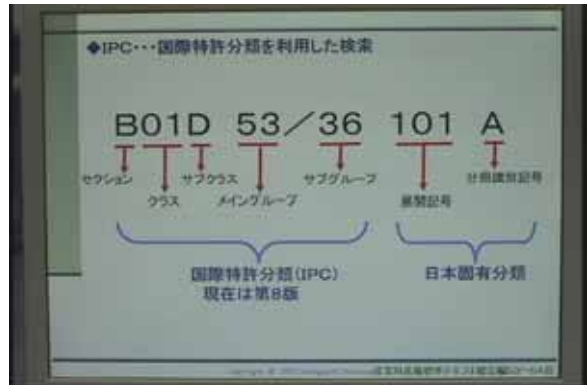 ◆IPC・・・国際特許分類を利用した検索
B01D 53／36 101 A
セクション
クラス
サブクラス
メイングループ
サブグループ
展開記号
分冊識別記号
国際特許分類(IPC)
現在は第8版
日本固有分類